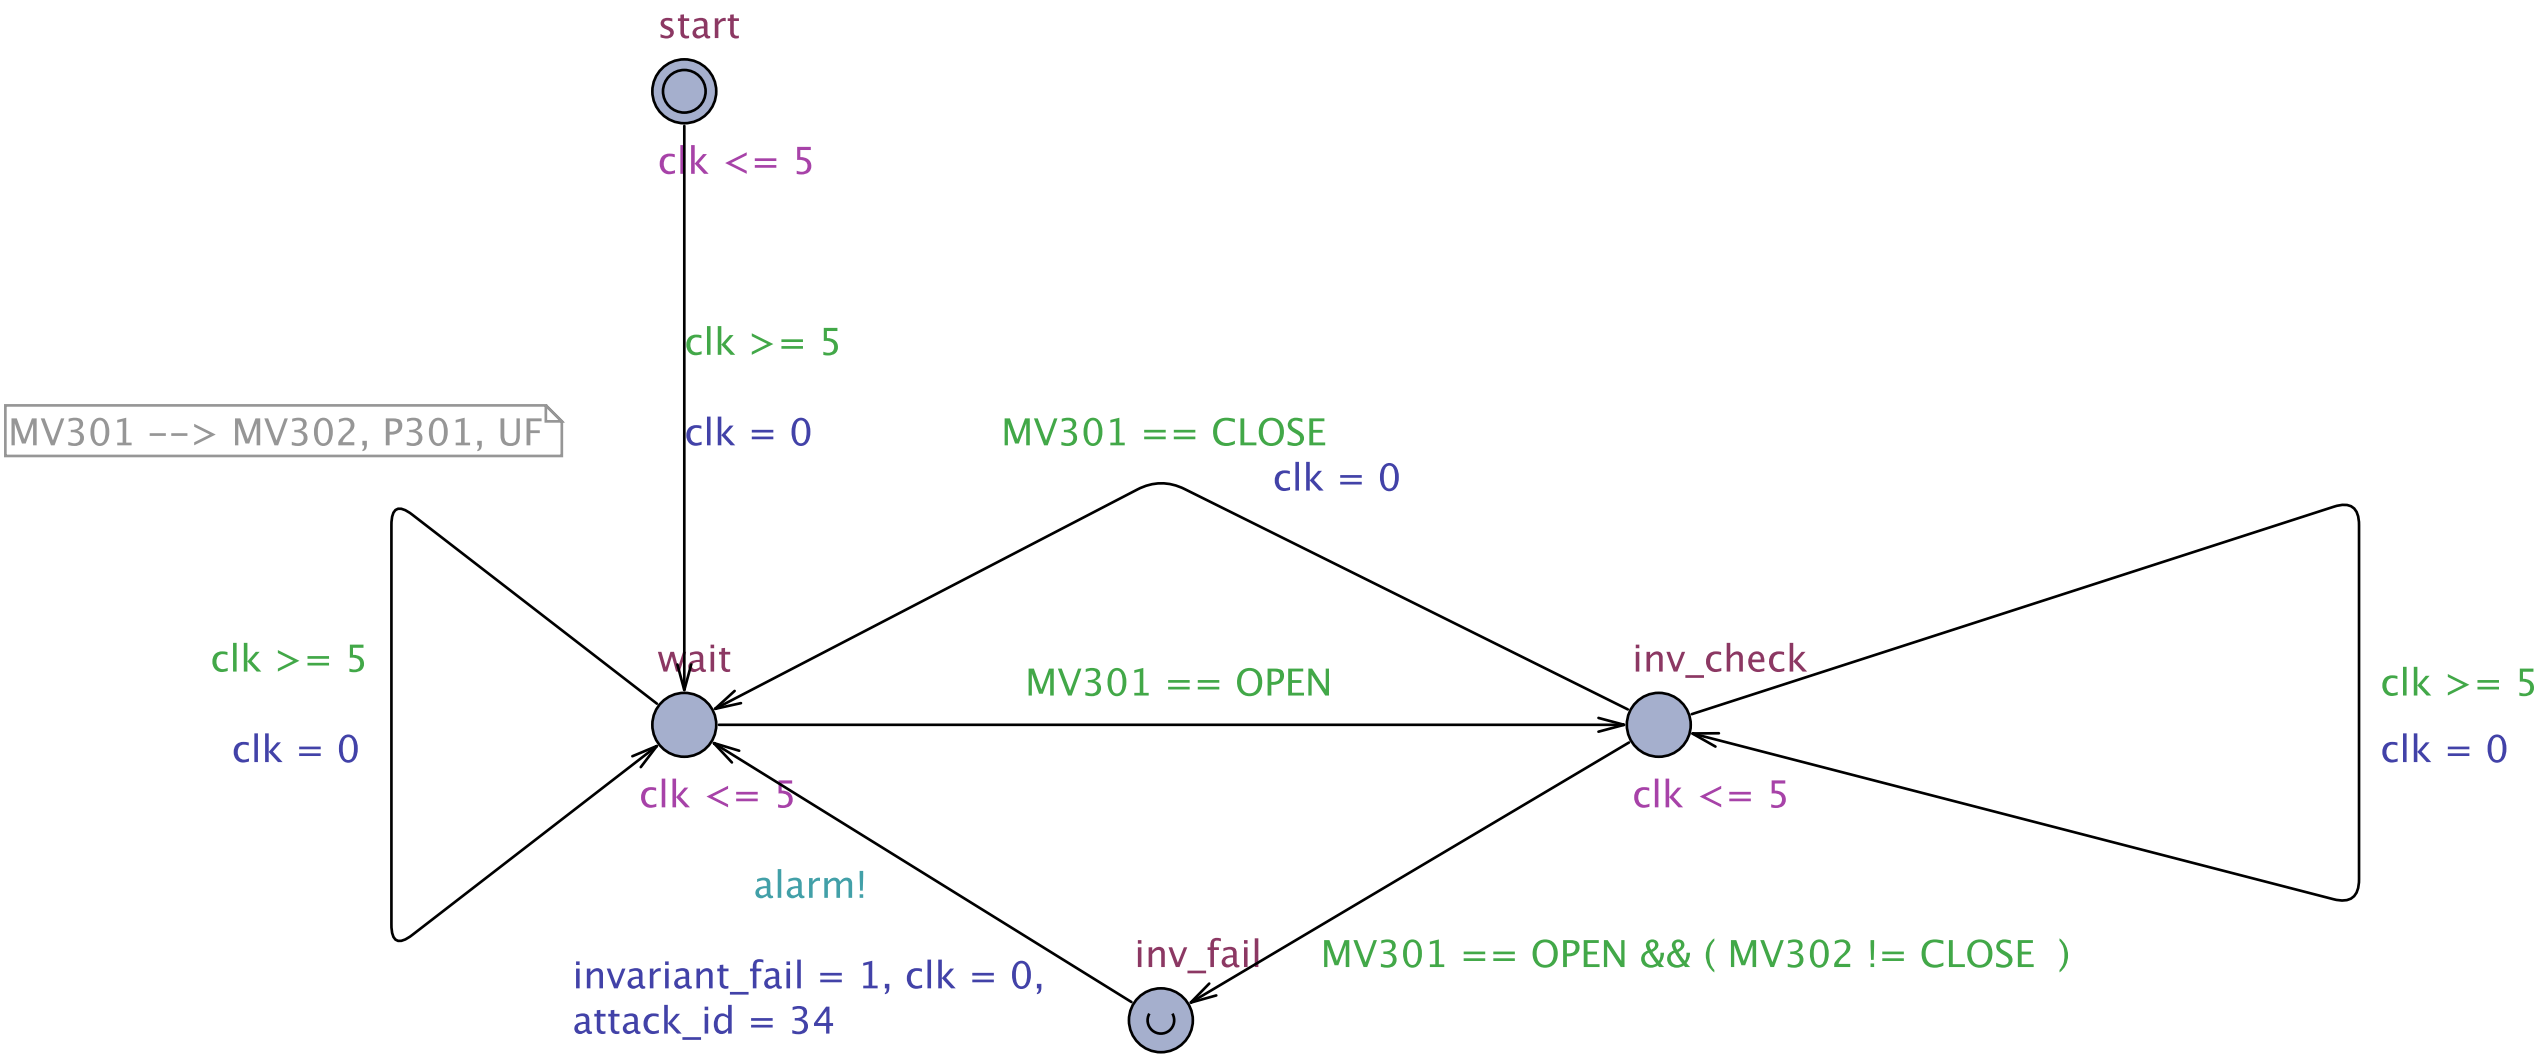 start
clk <= 5
clk >= 5
clk = 0
MV301 --> MV302, P301, UF
MV301 == CLOSE
clk = 0
wait
clk >= 5
clk = 0
MV301 == OPEN
inv_check
clk >= 5
clk = 0
clk <= 5
clk <= 5
alarm!
invariant_fail = 1, clk = 0,
attack_id = 34
inv_fail
MV301 == OPEN && ( MV302 != CLOSE  )